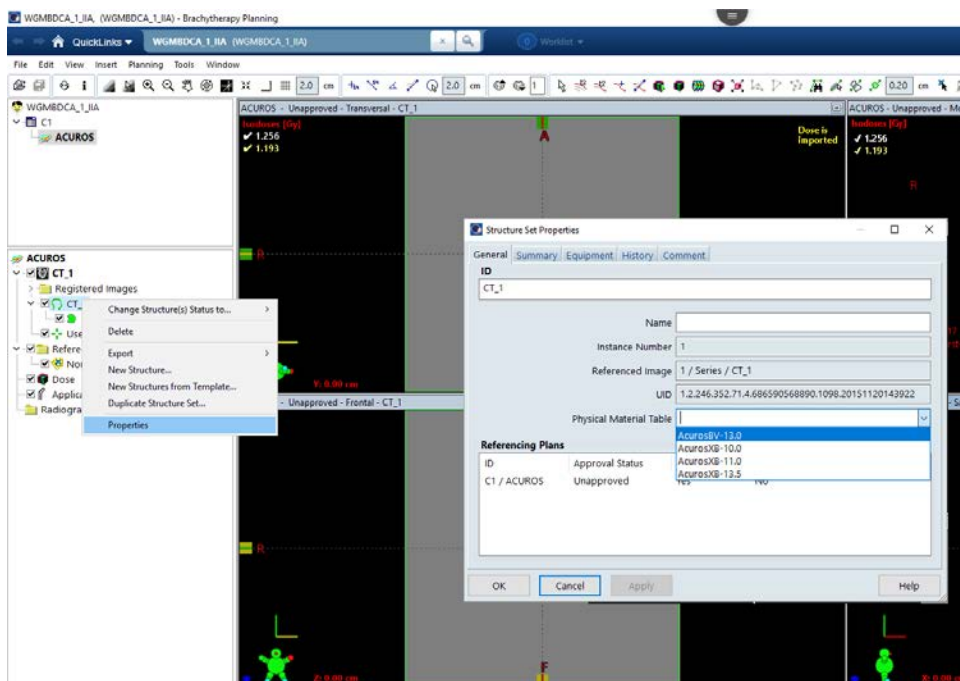 WGMBDCA_1_IIA, (WGMBDCA_1_IIA) - Brachytherapy Planning
QuickLinks WGMBDCA_1_IIA (WGMBDCA_1_IIA) × 0 Worklist
File Edit View Insert Planning Tools Window
2.0 cm 2.0 cm 1 0.20 cm
WGMBDCA_1_IIA
C1
ACUROS
ACUROS - Unapproved - Transversal - CT_1
Isodoses [Gy]
1.256
1.193
A
Dose is
imported
R
ACUROS - Unapproved - Mo
Isodoses [Gy]
1.256
1.193
R
ACUROS
CT_1
Registered Images
CT_
Use
Refere
No
Dose
Applica
Radiogra
Change Structure(s) Status to...
Delete
Export
New Structure...
New Structures from Template...
Duplicate Structure Set...
Properties
Y: 0.00 cm
- Unapproved - Frontal - CT_1
R
Z: 0.00 cm
F
Structure Set Properties
General Summary Equipment History Comment
ID
CT_1
Name
Instance Number 1
Referenced Image 1 / Series / CT_1
UID 1.2.246.352.71.4.686590568890.1098.20151120143922
Physical Material Table
AcurosBV-13.0
AcurosXB-10.0
AcurosXB-11.0
AcurosXB-13.5
Referencing Plans
ID Approval Status
C1 / ACUROS Unapproved Yes No
OK Cancel Apply Help